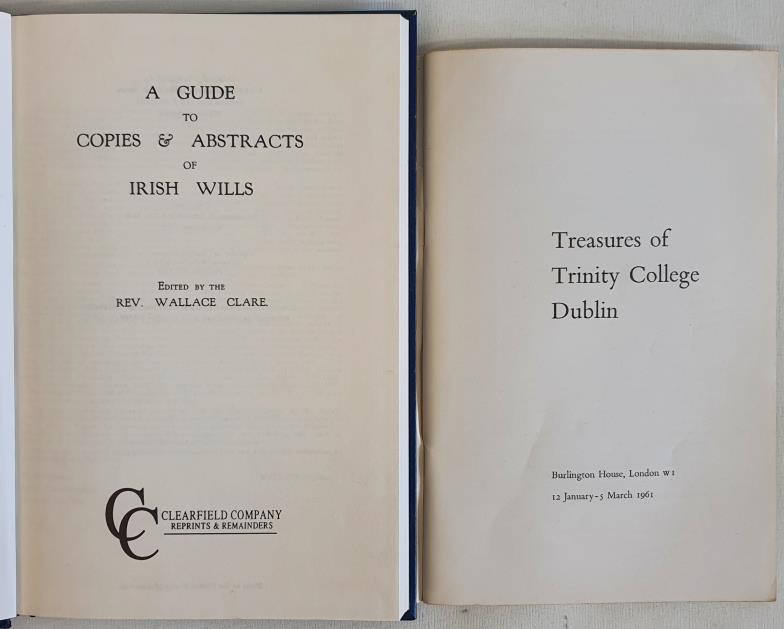 A GUIDE
TO
COPIES & ABSTRACTS
OF
IRISH WILLS
EDITED BY THE
REV. WALLACE CLARE.
CC
CLEARFIELD COMPANY
REPRINTS & REMAINDERS
Treasures of
Trinity College
Dublin
Burlington House, London W1
12 January-5 March 1961